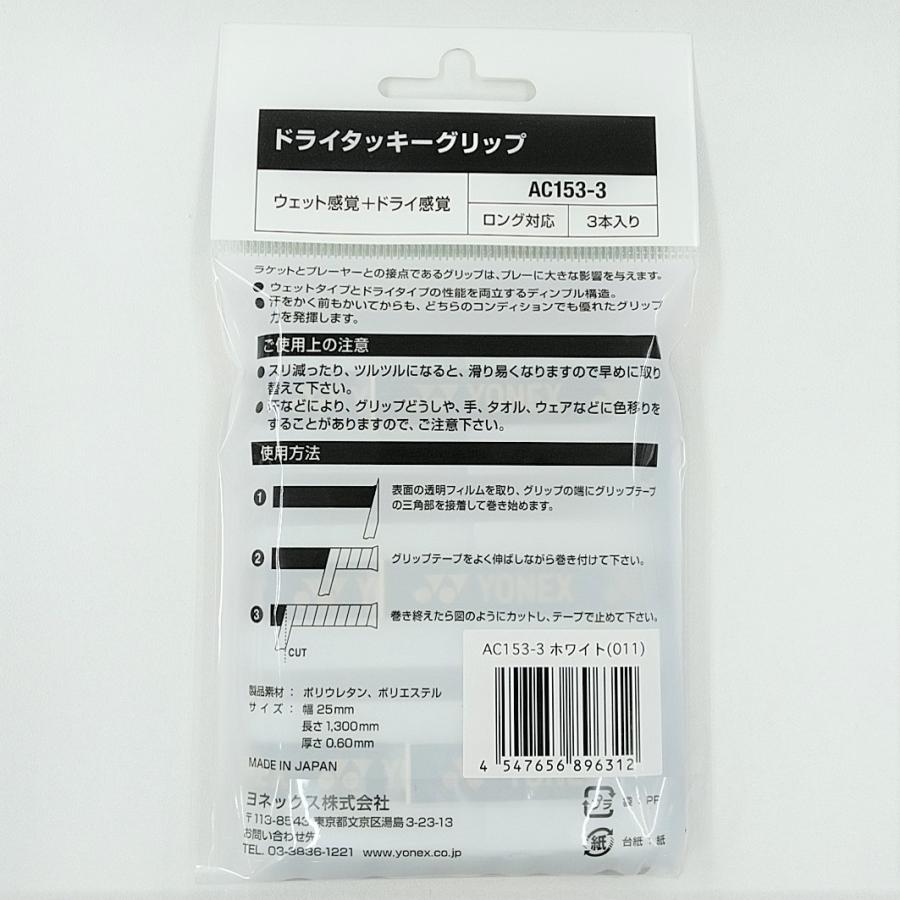 ドライタッキーグリップ
ウェット感覚+ドライ感覚
AC153-3
ロング対応
3本入り
ラケットとプレーヤーとの接点であるグリップは、プレーに大きな影響を与えます。
● ウェットタイプとドライタイプの性能を両立するディンプル構造。
● 汗をかく前もかいてからも、どちらのコンディションでも優れたグリップ
力を発揮します。
ご使用上の注意
● スリ減ったり、ツルツルになると、滑り易くなりますので早めに取り
替えて下さい。
● 汗などにより、グリップどうしや、手、タオル、ウェアなどに色移りを
することがありますので、ご注意下さい。
YONEX
使用方法
❶ 表面の透明フィルムを取り、グリップの端にグリップテープ
の三角部を接着して巻き始めます。
❷ グリップテープをよく伸ばしながら巻き付けて下さい。
YONEX
❸ 巻き終えたら図のようにカットし、テープで止めて下さい。
CUT
AC153-3 ホワイト(011)
4 547656 896312
製品素材: ポリウレタン、ポリエステル
サイズ: 幅25mm
長さ1,300mm
厚さ0.60mm
MADE IN JAPAN
ヨネックス株式会社
〒113-8543 東京都文京区湯島3-23-13
お問い合わせ先
TEL. 03-3836-1221 www.yonex.co.jp
プラ 袋:PP
紙 台紙:紙